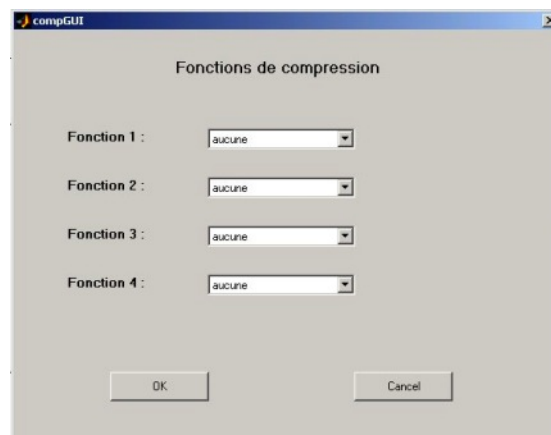 compGUI
Fonctions de compression
Fonction 1 :
aucune
Fonction 2 :
aucune
Fonction 3 :
aucune
Fonction 4 :
aucune
OK
Cancel